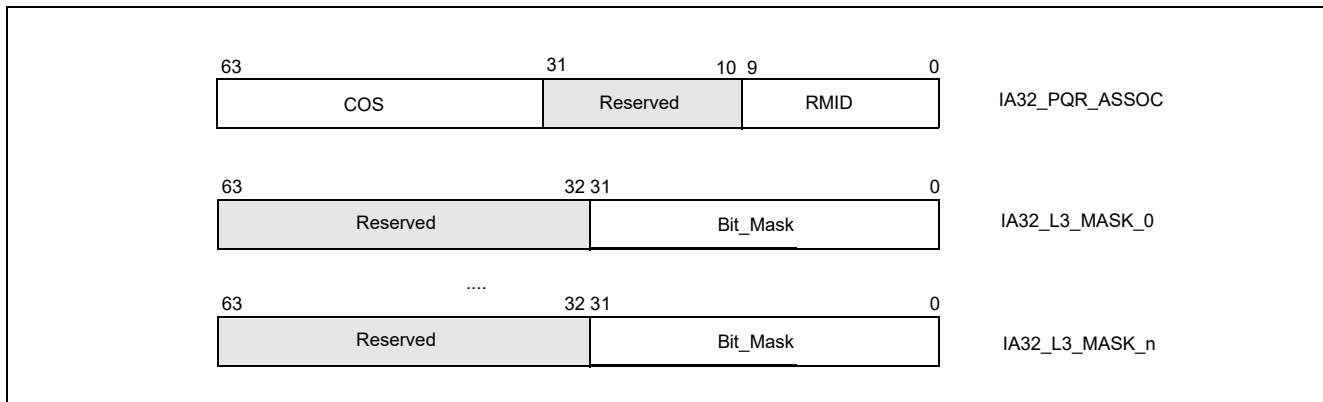 63 31 10 9 0
COS Reserved RMID IA32_PQR_ASSOC
63 32 31 0
Reserved Bit_Mask IA32_L3_MASK_0
....
63 32 31 0
Reserved Bit_Mask IA32_L3_MASK_n